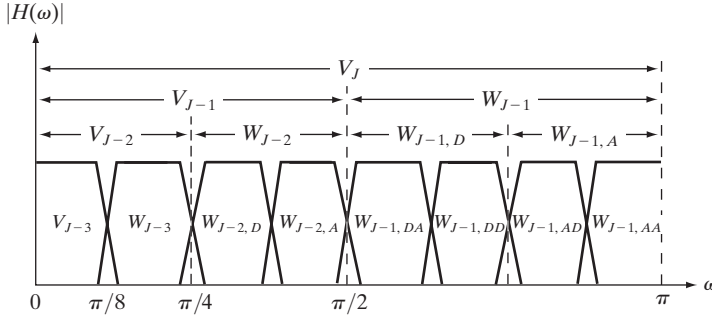 |H(ω)|
V_J
V_{J−1} W_{J−1}
V_{J−2} W_{J−2} W_{J−1, D} W_{J−1, A}
V_{J−3} W_{J−3} W_{J−2, D} W_{J−2, A} W_{J−1, DA} W_{J−1, DD} W_{J−1, AD} W_{J−1, AA}
0 π/8 π/4 π/2 π ω